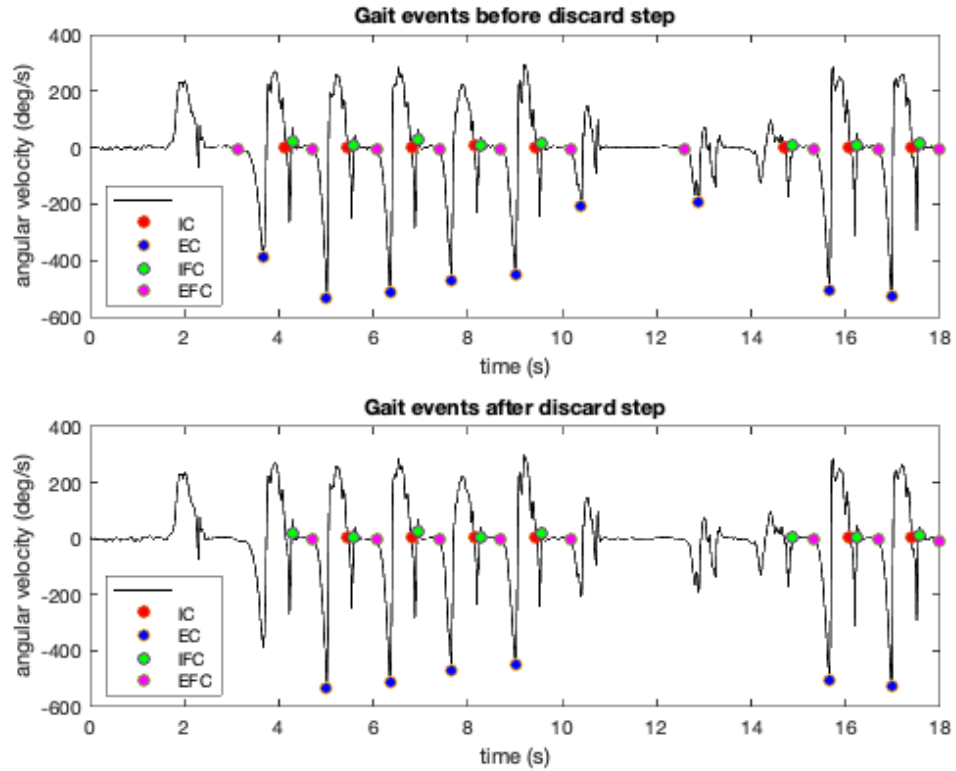 Gait events before discard step
400
200
0
-200
-400
-600
angular velocity (deg/s)
IC
EC
IFC
EFC
0 2 4 6 8 10 12 14 16 18
time (s)
Gait events after discard step
400
200
0
-200
-400
-600
angular velocity (deg/s)
IC
EC
IFC
EFC
0 2 4 6 8 10 12 14 16 18
time (s)